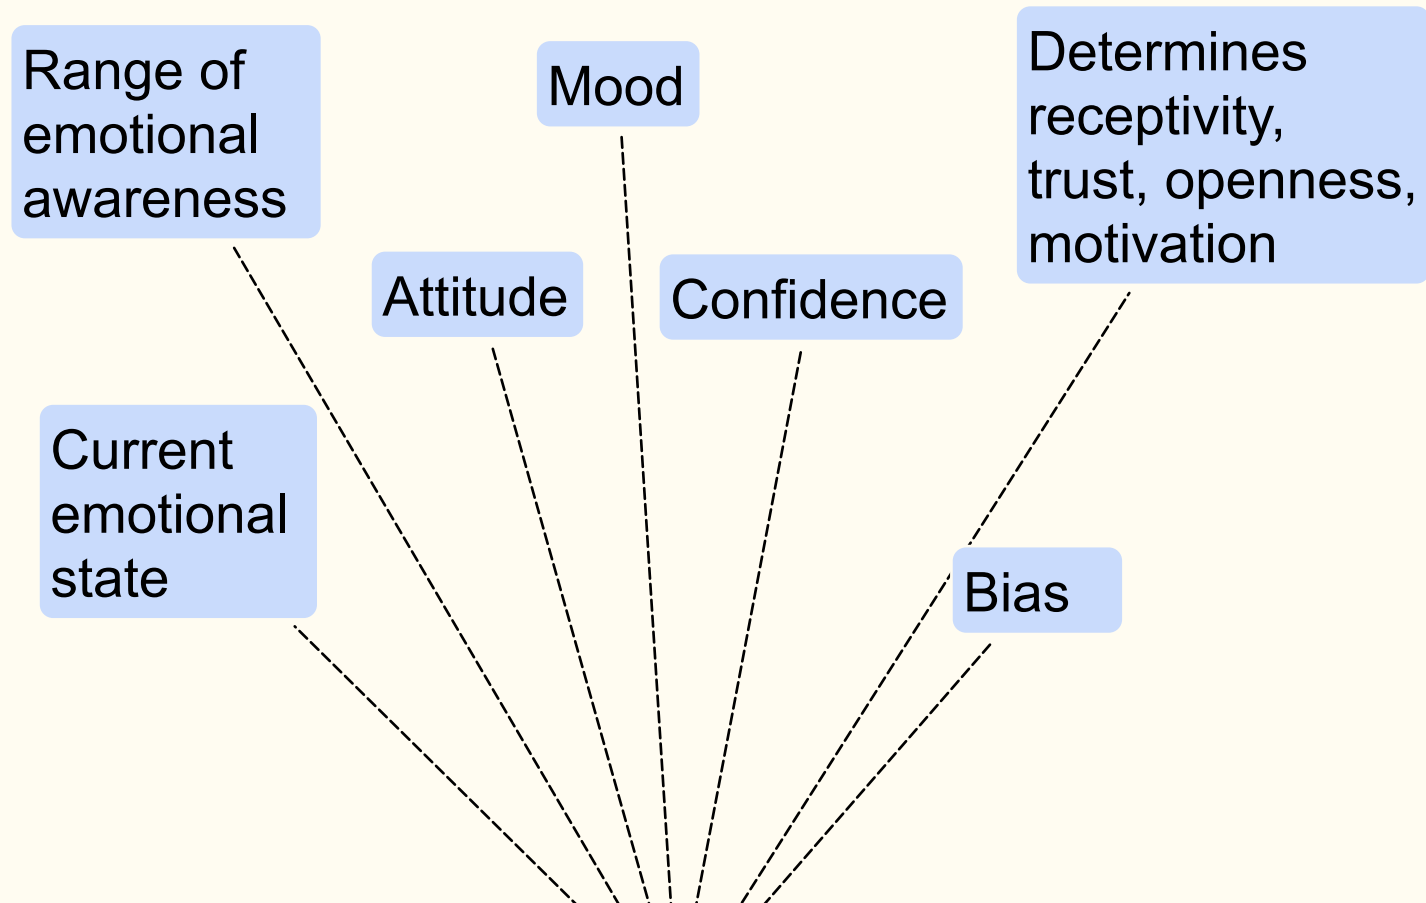 Range of
emotional
awareness
Mood
Determines
receptivity,
trust, openness,
motivation
Attitude
Confidence
Current
emotional
state
Bias